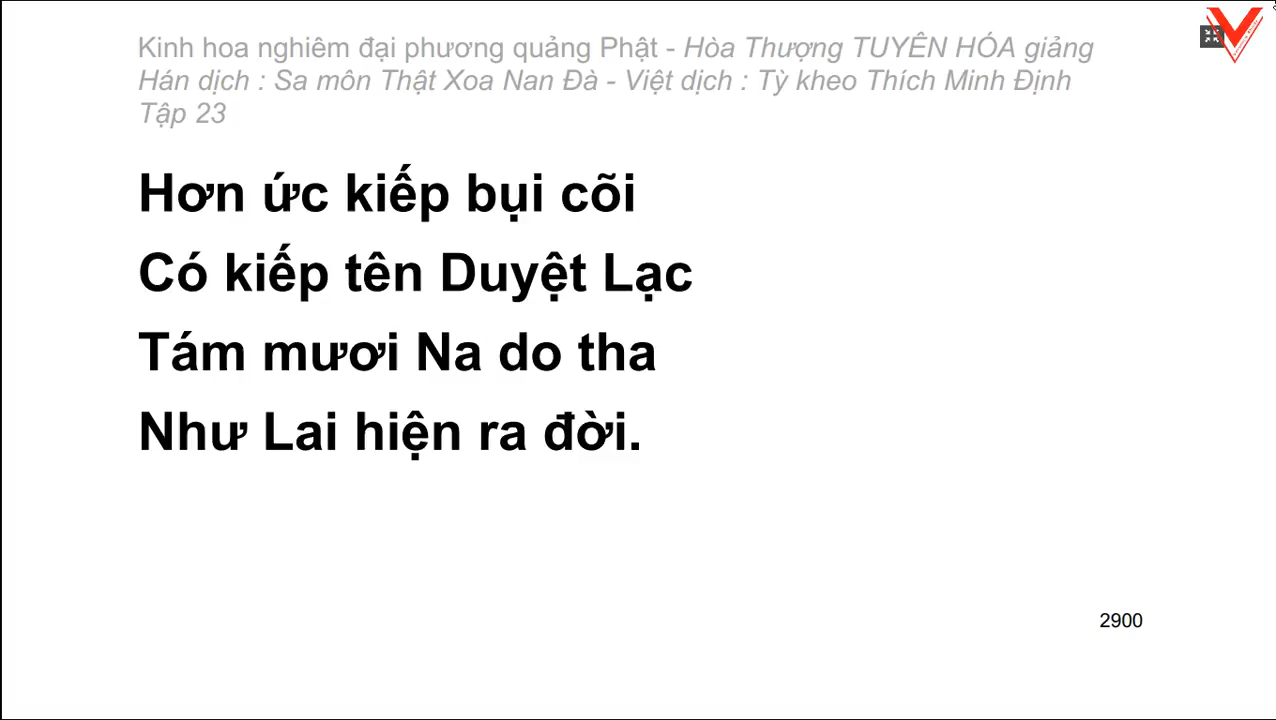 Kinh hoa nghiêm đại phương quảng Phật - Hòa Thượng TUYÊN HÓA giảng
Hán dịch : Sa môn Thật Xoa Nan Đà - Việt dịch : Tỳ kheo Thích Minh Định
Tập 23
Hơn ức kiếp bụi cõi
Có kiếp tên Duyệt Lạc
Tám mươi Na do tha
Như Lai hiện ra đời.
2900